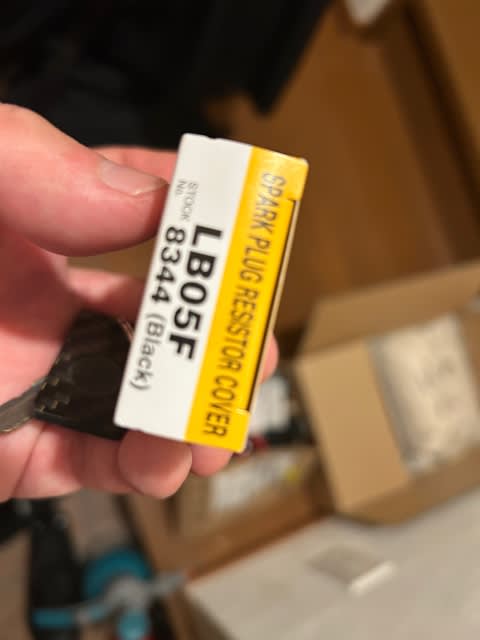 SPARK PLUG RESISTOR COVER
LB05F
STOCK
No. 8344 (Black)